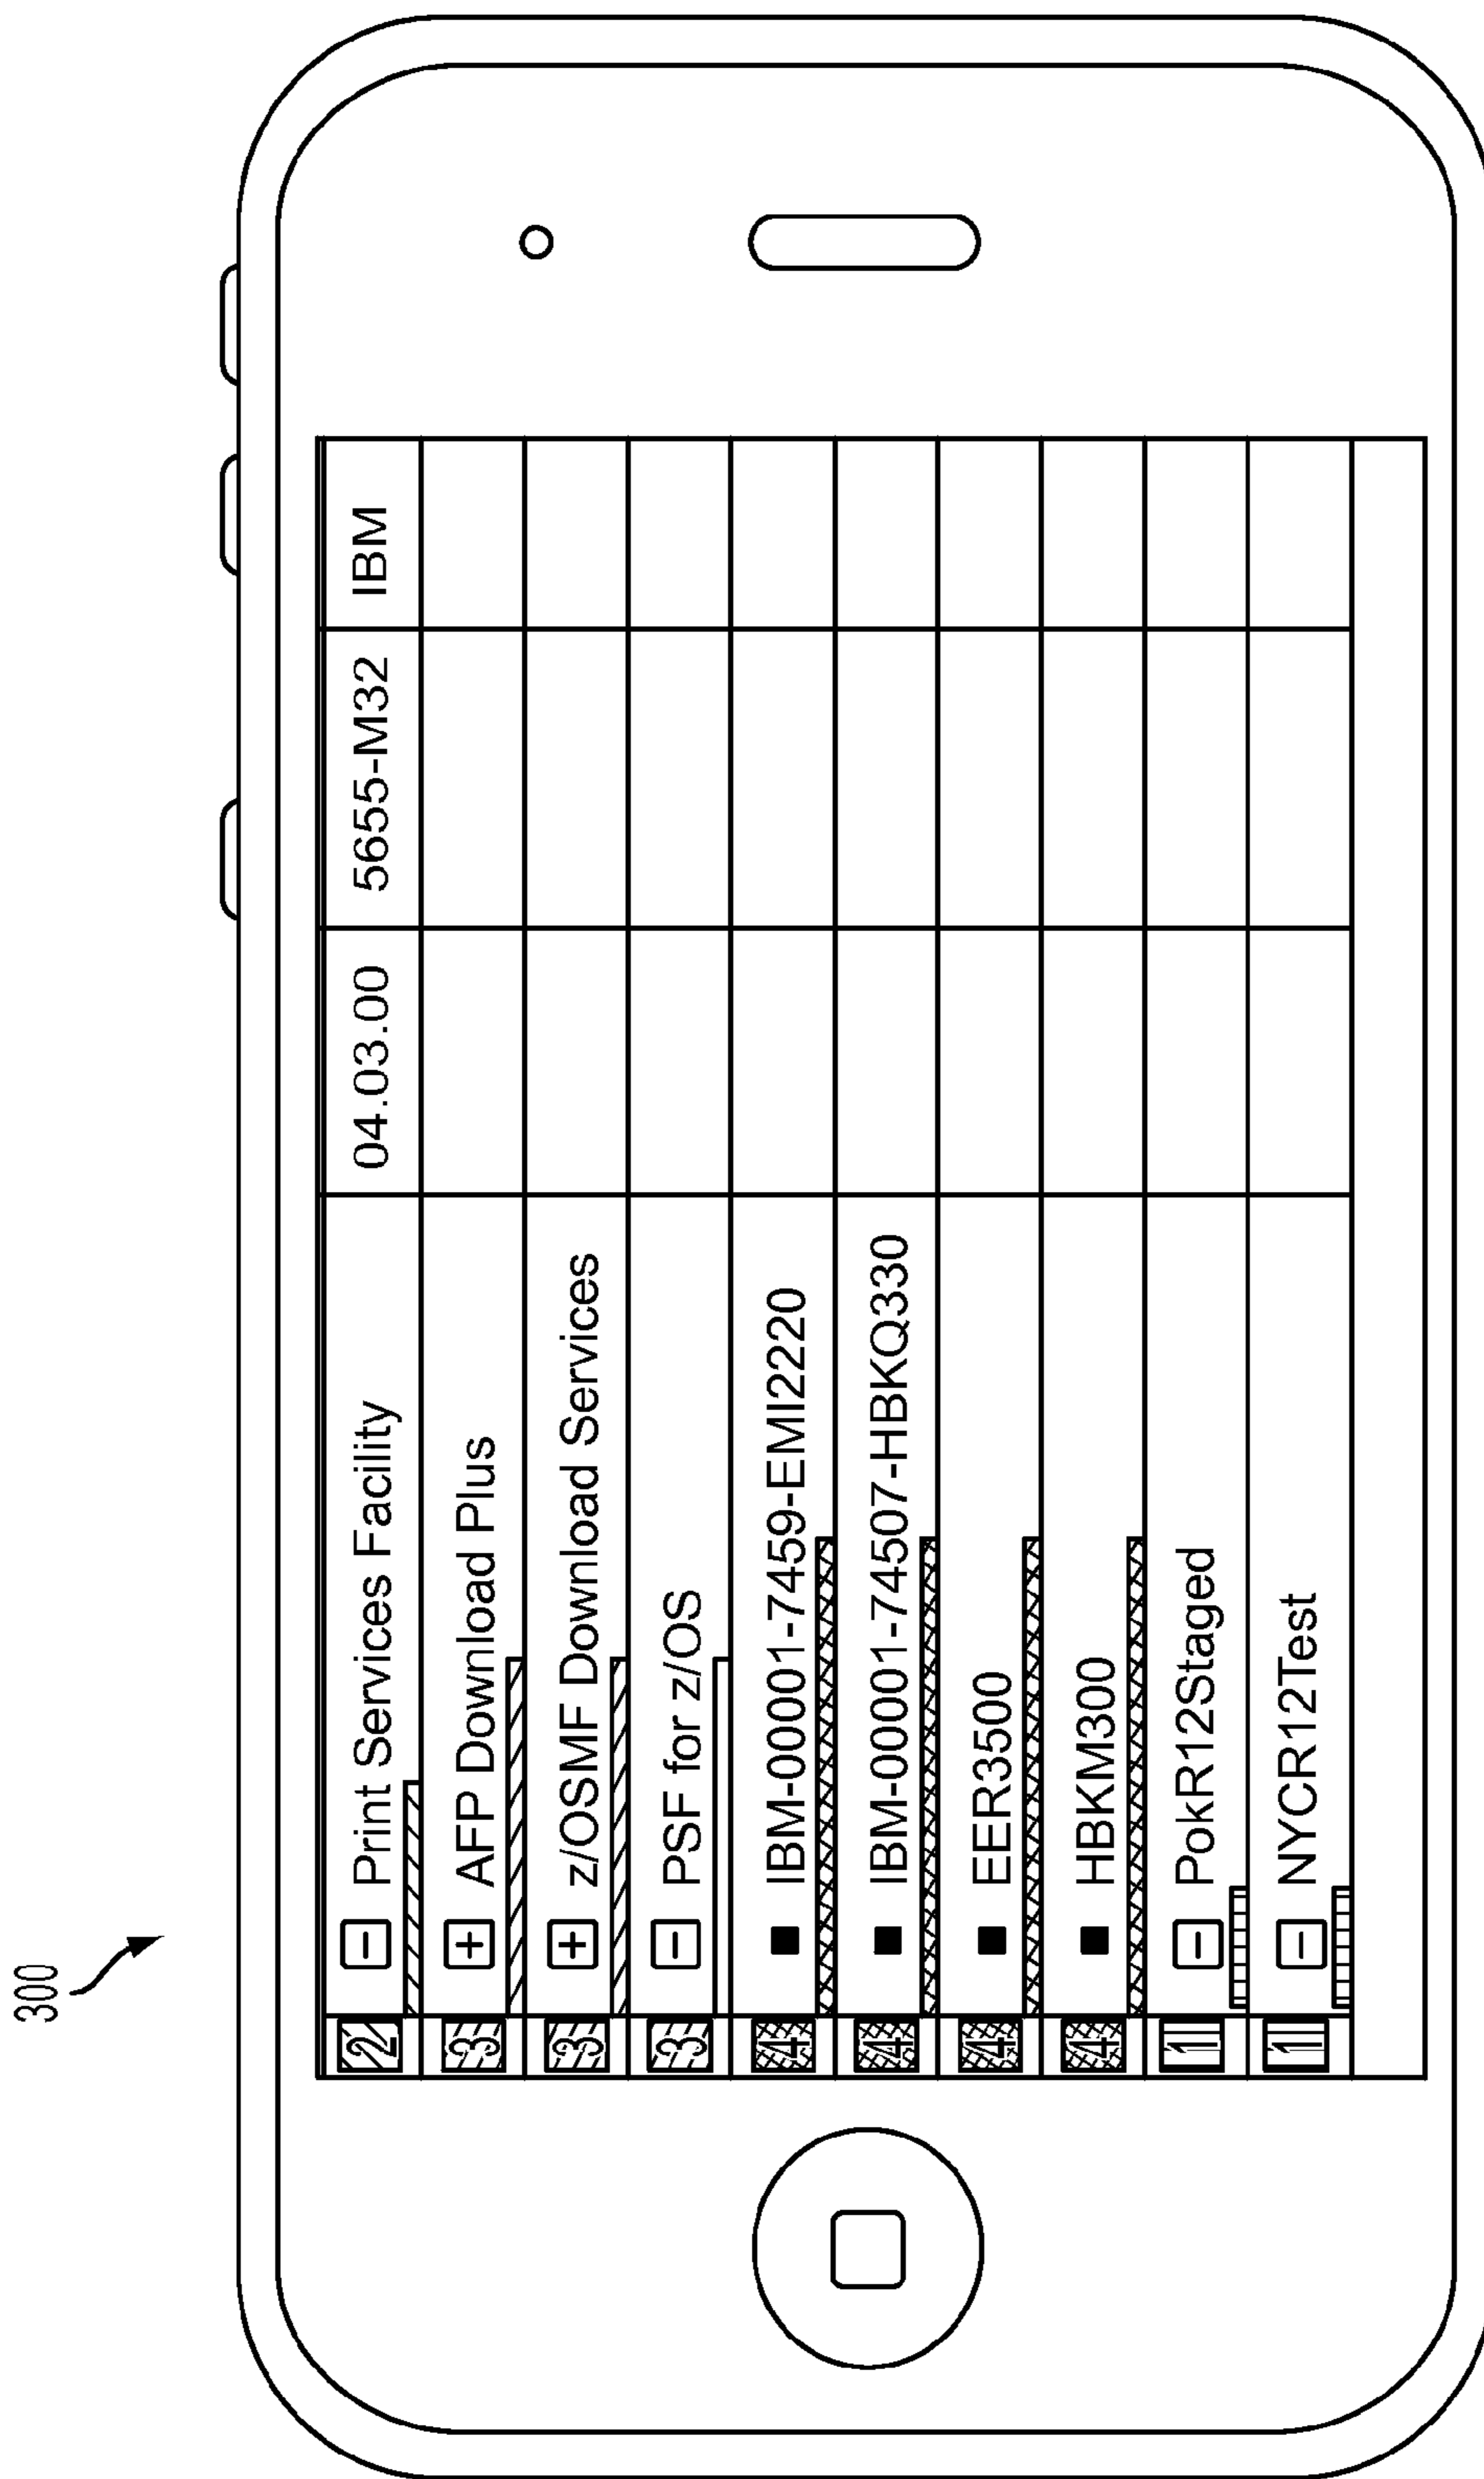 300
2 − Print Services Facility 04.03.00 5655-M32 IBM
3 + AFP Download Plus
3 + z/OSMF Download Services
3 − PSF for z/OS
4 ■ IBM-00001-7459-EMI2220
4 ■ IBM-00001-74507-HBKQ330
4 ■ EER3500
4 ■ HBKM300
1 − PokR12Staged
1 − NYCR12Test